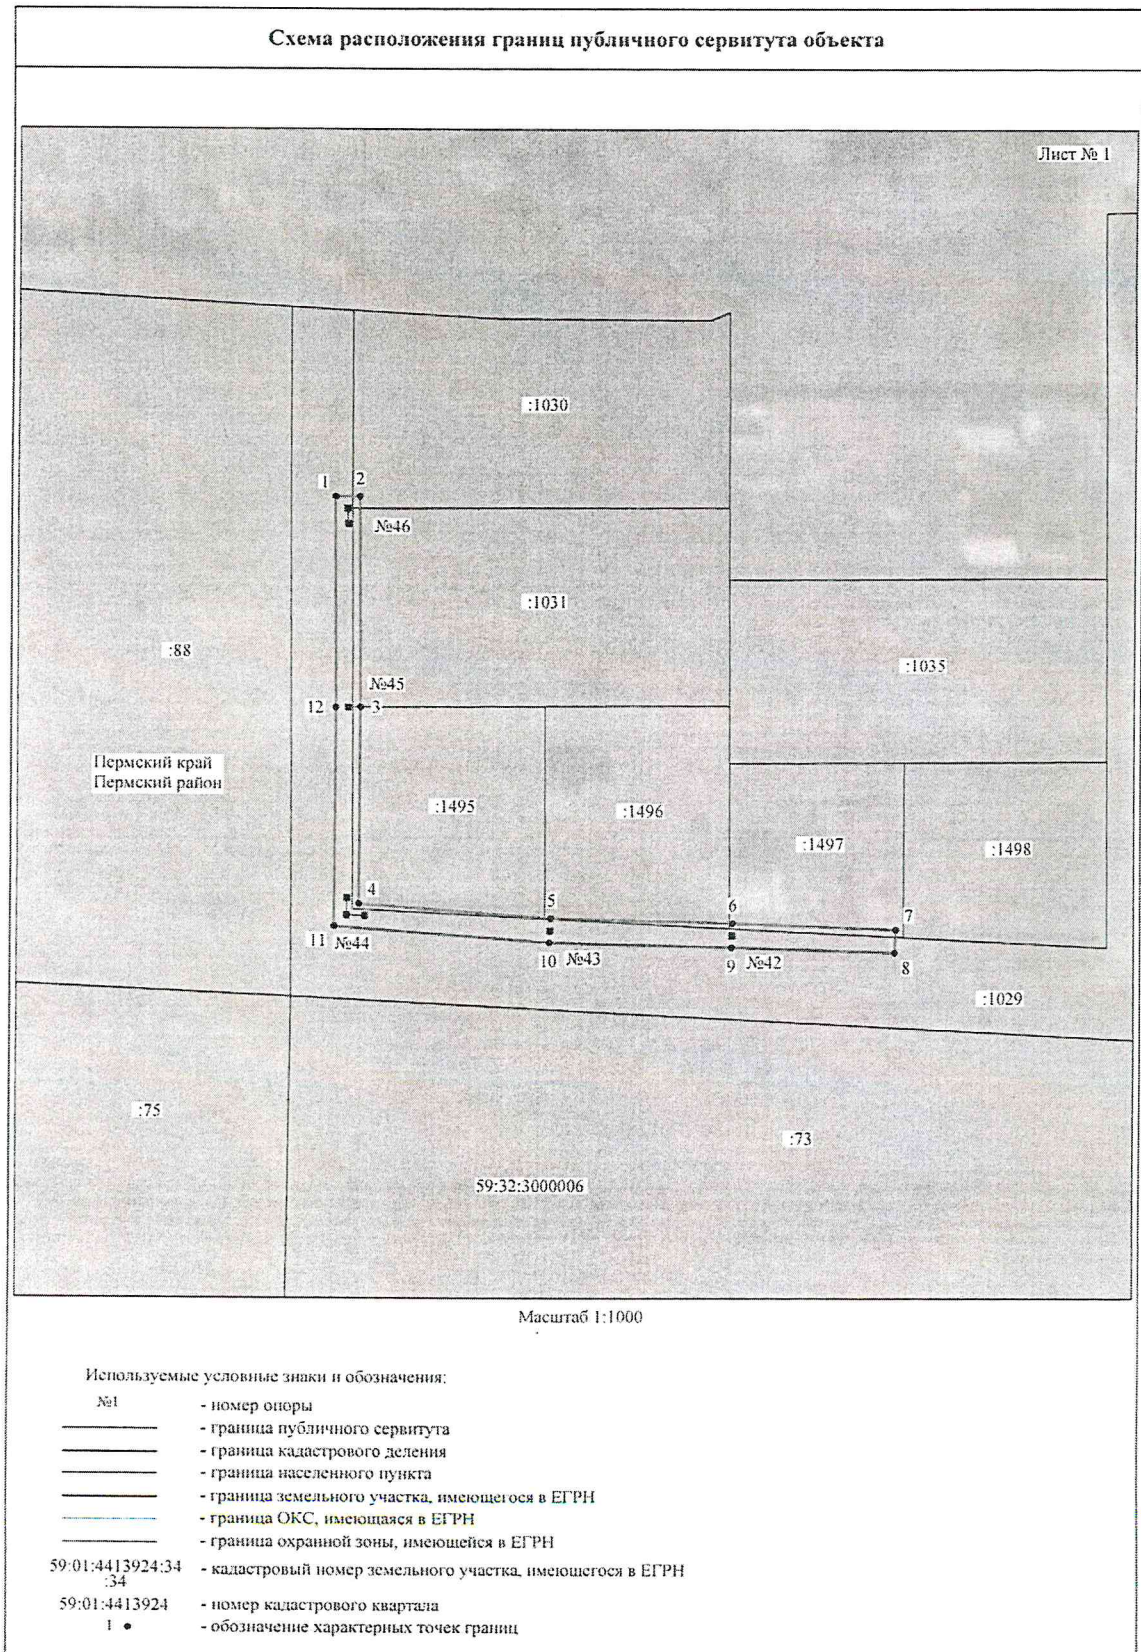 Схема расположения границ публичного сервитута объекта
Лист № 1
:1030
1
2
№46
:1031
:88
:1035
№45
12
3
Пермский край
Пермский район
:1495
:1496
:1497
:1498
4
5
6
7
11
№44
10
№43
9
№42
8
:1029
:75
:73
59:32:3000006
Масштаб 1:1000
Используемые условные знаки и обозначения:
№1 - номер опоры
- граница публичного сервитута
- граница кадастрового деления
- граница населенного пункта
- граница земельного участка, имеющегося в ЕГРН
- граница ОКС, имеющаяся в ЕГРН
- граница охранной зоны, имеющейся в ЕГРН
59:01:4413924:34 - кадастровый номер земельного участка, имеющегося в ЕГРН
:34
59:01:4413924 - номер кадастрового квартала
1 ● - обозначение характерных точек границ